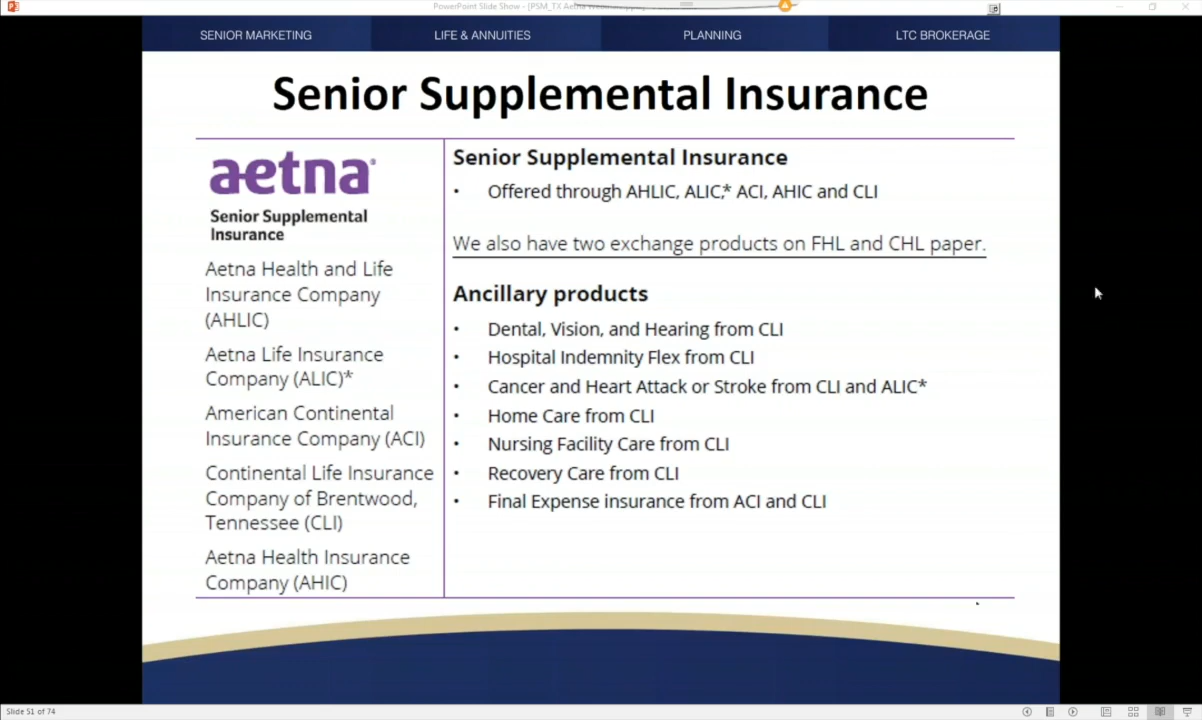 PowerPoint Slide Show - [PSM_TX Aetna
SENIOR MARKETING
LIFE & ANNUITIES
PLANNING
LTC BROKERAGE
Senior Supplemental Insurance
aetna®
Senior Supplemental
Insurance
Aetna Health and Life
Insurance Company
(AHLIC)
Aetna Life Insurance
Company (ALIC)*
American Continental
Insurance Company (ACI)
Continental Life Insurance
Company of Brentwood,
Tennessee (CLI)
Aetna Health Insurance
Company (AHIC)
Senior Supplemental Insurance
• Offered through AHLIC, ALIC,* ACI, AHIC and CLI
We also have two exchange products on FHL and CHL paper.
Ancillary products
• Dental, Vision, and Hearing from CLI
• Hospital Indemnity Flex from CLI
• Cancer and Heart Attack or Stroke from CLI and ALIC*
• Home Care from CLI
• Nursing Facility Care from CLI
• Recovery Care from CLI
• Final Expense insurance from ACI and CLI
Slide 51 of 74